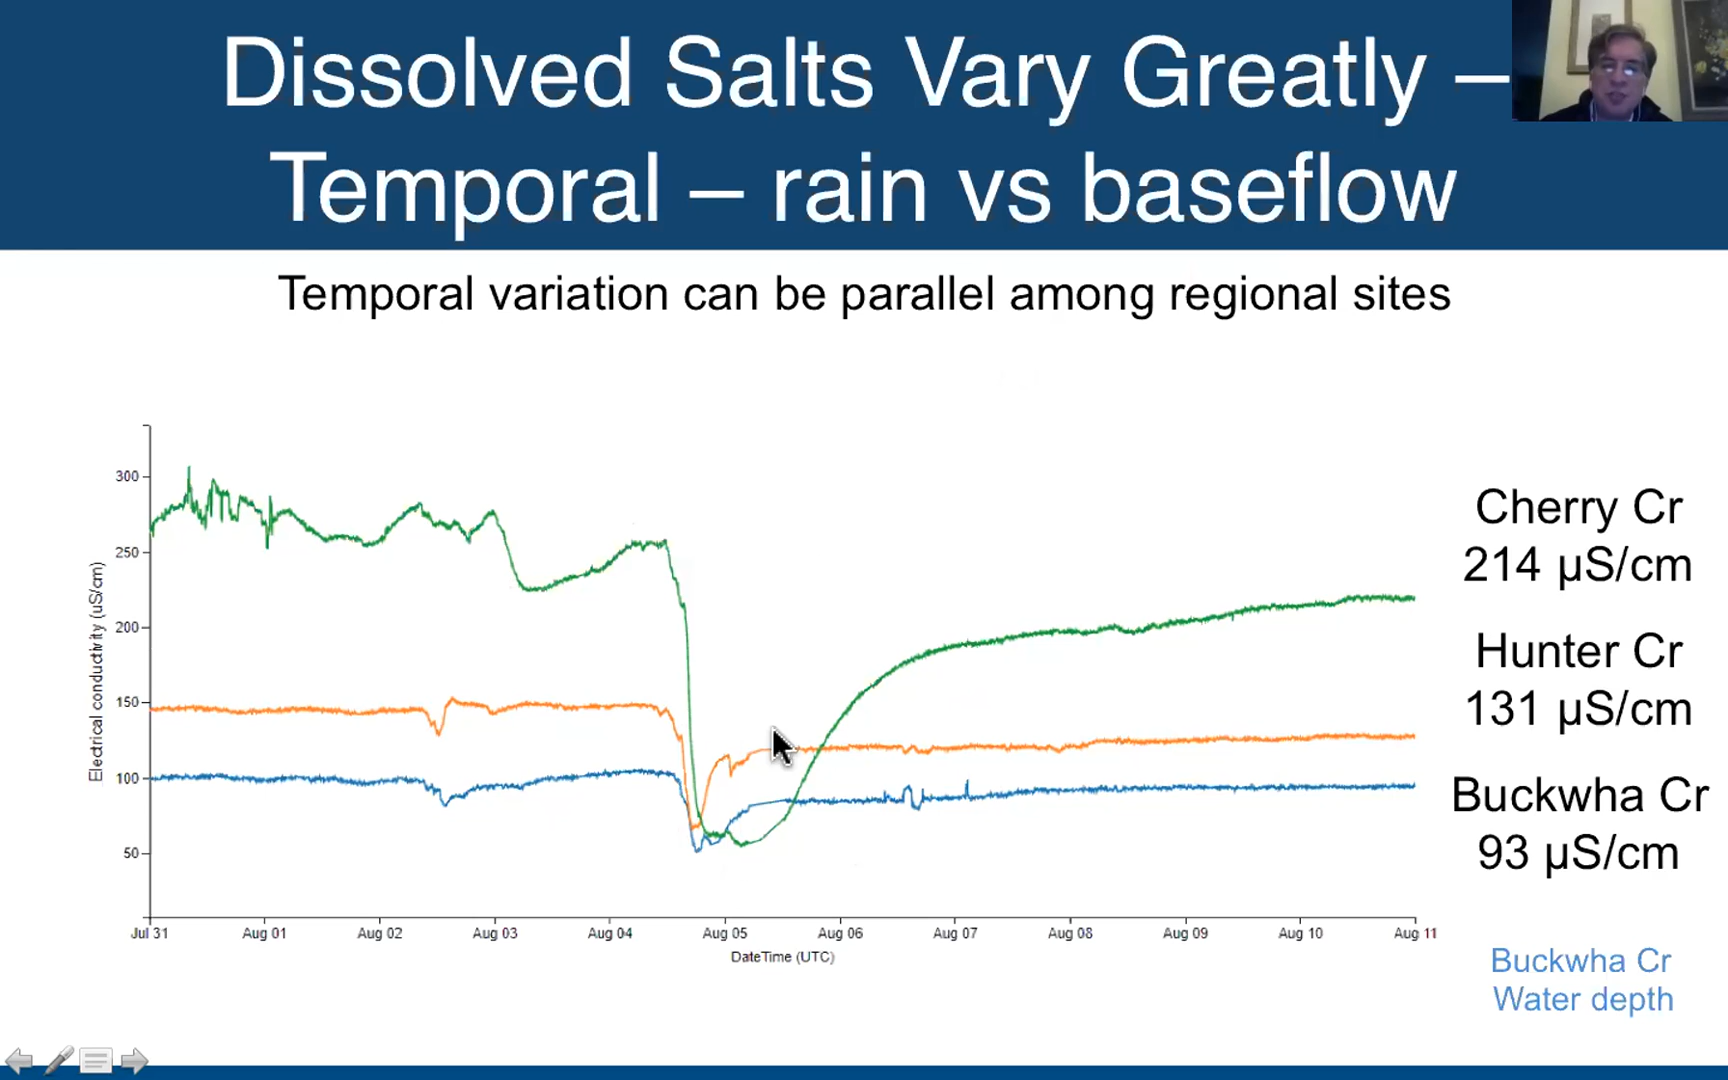 Dissolved Salts Vary Greatly –
Temporal – rain vs baseflow
Temporal variation can be parallel among regional sites
Electrical conductivity (uS/cm)
300
250
200
150
100
50
Jul 31 Aug 01 Aug 02 Aug 03 Aug 04 Aug 05 Aug 06 Aug 07 Aug 08 Aug 09 Aug 10 Aug 11
DateTime (UTC)
Cherry Cr
214 µS/cm
Hunter Cr
131 µS/cm
Buckwha Cr
93 µS/cm
Buckwha Cr
Water depth